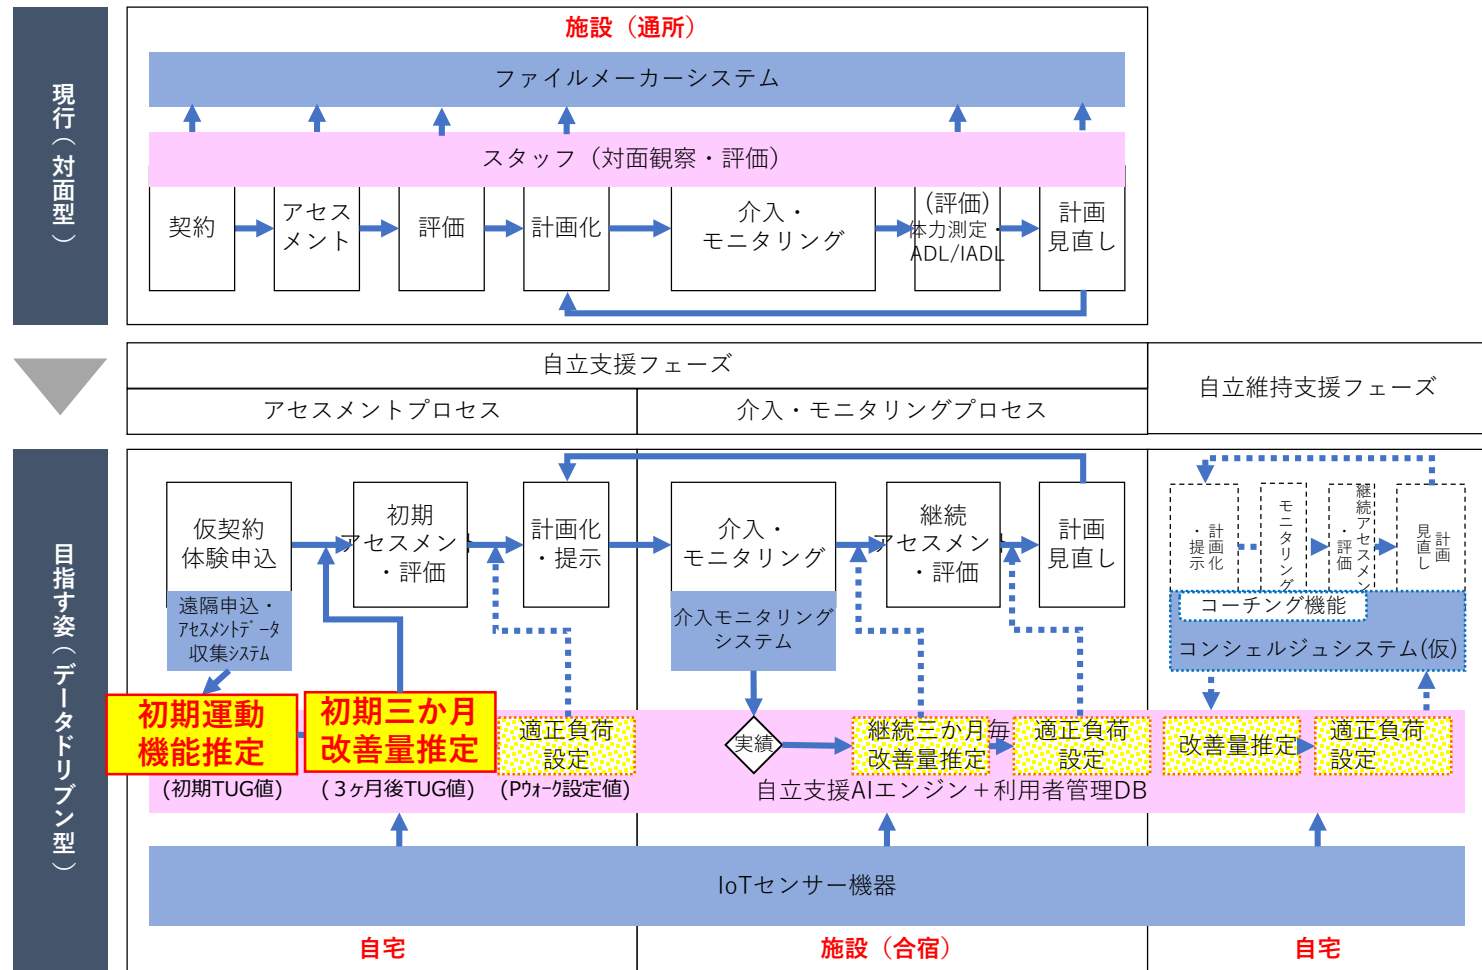 現行（対面型）
施設（通所）
ファイルメーカーシステム
スタッフ（対面観察・評価）
契約
アセス
メント
評価
計画化
介入・
モニタリング
(評価)
体力測定・
ADL/IADL
計画
見直し
自立支援フェーズ
自立維持支援フェーズ
アセスメントプロセス
介入・モニタリングプロセス
目指す姿（データドリブン型）
仮契約
体験申込
初期
アセスメント
・評価
計画化
・提示
介入・
モニタリング
継続
アセスメント
・評価
計画
見直し
計画化
・提示
モニタリング
継続アセスメン
・評価
計画
見直し
遠隔申込・
ｱｾｽﾒﾝﾄﾃﾞｰﾀ
収集ｼｽﾃﾑ
介入モニタリング
システム
コーチング機能
コンシェルジュシステム(仮)
初期運動
機能推定
初期三か月
改善量推定
適正負荷
設定
実績
継続三か月毎
改善量推定
適正負荷
設定
改善量推定
適正負荷
設定
(初期TUG値)
(３ヶ月後TUG値)
(Pｳｫｰｸ設定値)
自立支援AIエンジン＋利用者管理DB
IoTセンサー機器
自宅
施設（合宿）
自宅